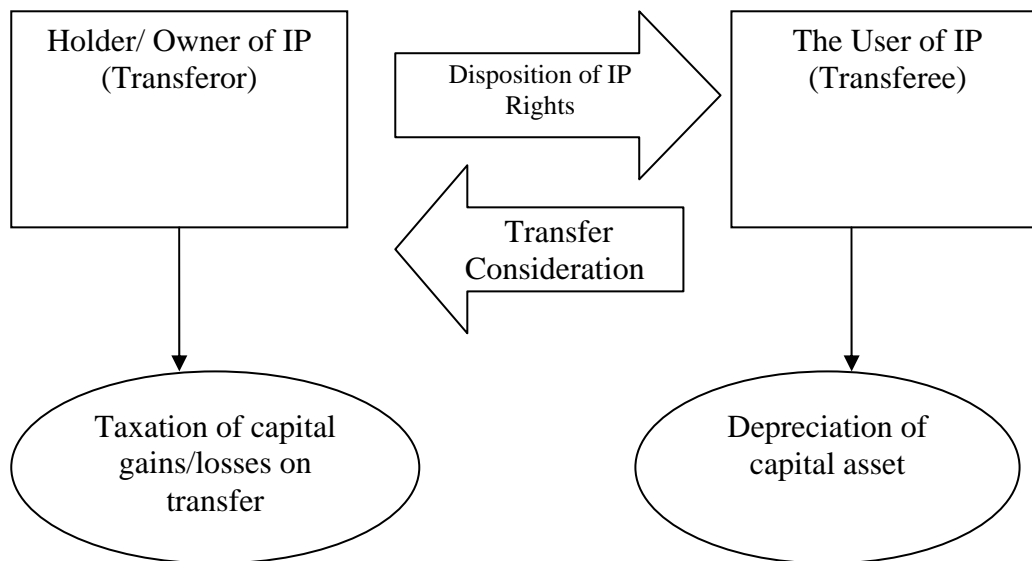 Holder/ Owner of IP
(Transferor)
Disposition of IP
Rights
The User of IP
(Transferee)
Transfer
Consideration
Taxation of capital
gains/losses on
transfer
Depreciation of
capital asset